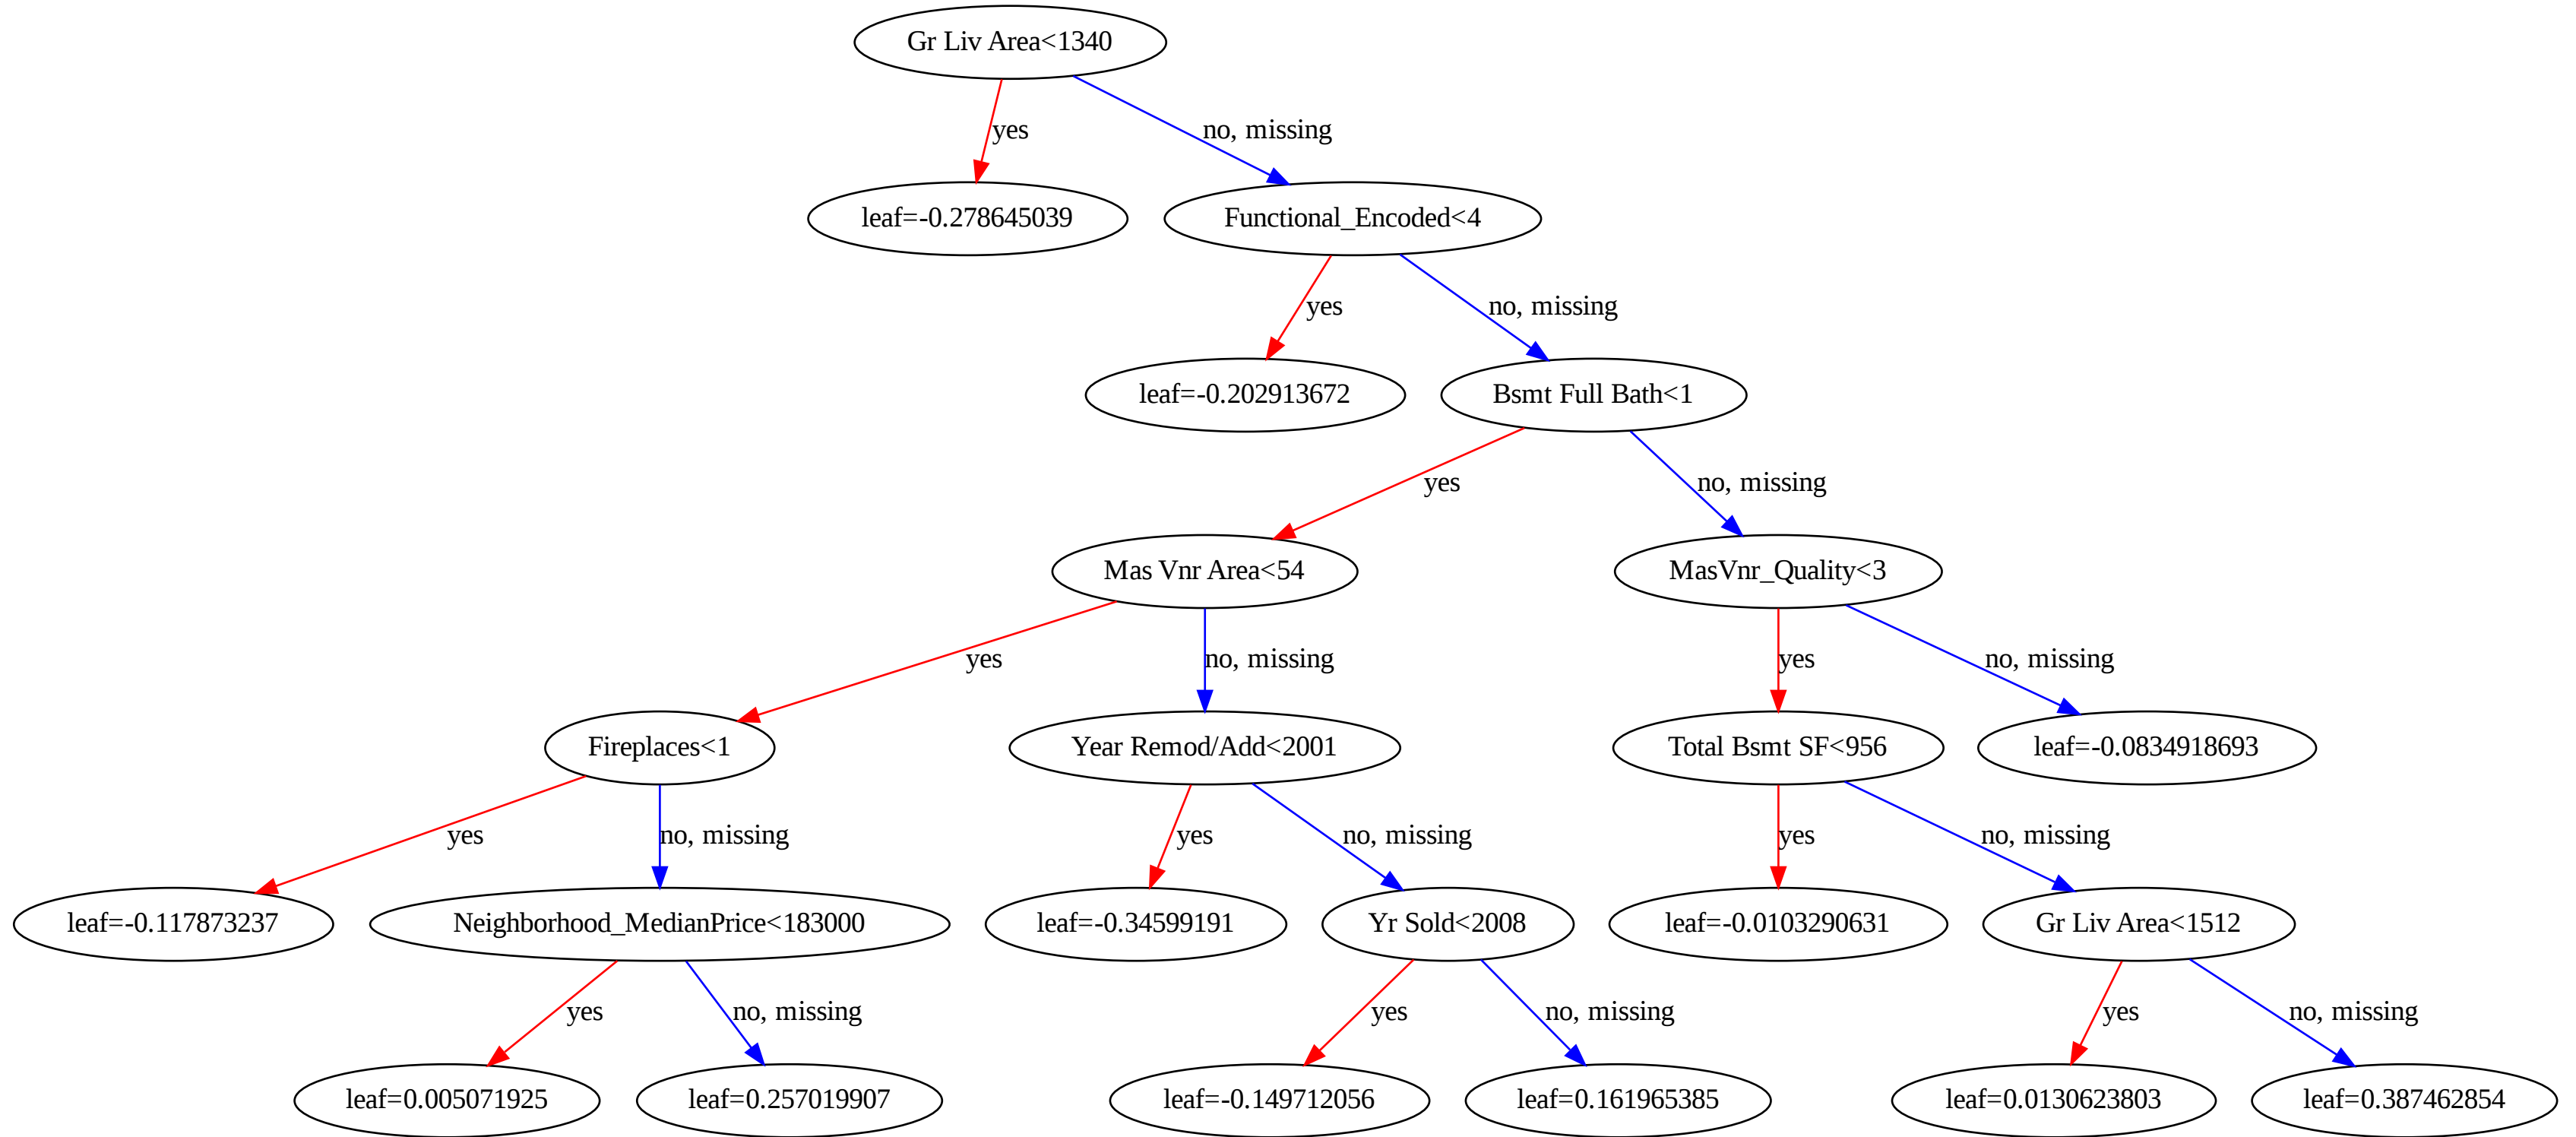 Gr Liv Area<1340
yes
no, missing
leaf=-0.278645039
Functional_Encoded<4
yes
no, missing
leaf=-0.202913672
Bsmt Full Bath<1
yes
no, missing
Mas Vnr Area<54
MasVnr_Quality<3
yes
no, missing
yes
no, missing
Fireplaces<1
Year Remod/Add<2001
Total Bsmt SF<956
leaf=-0.0834918693
yes
no, missing
yes
no, missing
yes
no, missing
leaf=-0.117873237
Neighborhood_MedianPrice<183000
leaf=-0.34599191
Yr Sold<2008
leaf=-0.0103290631
Gr Liv Area<1512
yes
no, missing
yes
no, missing
yes
no, missing
leaf=0.005071925
leaf=0.257019907
leaf=-0.149712056
leaf=0.161965385
leaf=0.0130623803
leaf=0.387462854